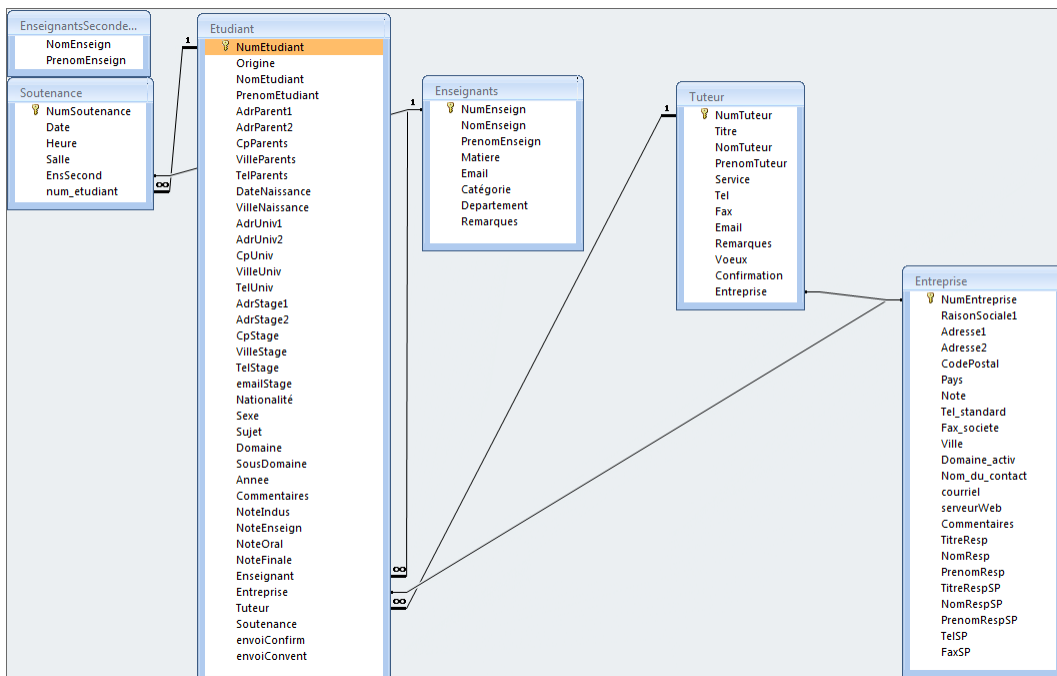 EnseignantsSeconde...
NomEnseign
PrenomEnseign
Soutenance
NumSoutenance
Date
Heure
Salle
EnsSecond
num_etudiant
1
∞
Etudiant
NumEtudiant
Origine
NomEtudiant
PrenomEtudiant
AdrParent1
AdrParent2
CpParents
VilleParents
TelParents
DateNaissance
VilleNaissance
AdrUniv1
AdrUniv2
CpUniv
VilleUniv
TelUniv
AdrStage1
AdrStage2
CpStage
VilleStage
TelStage
emailStage
Nationalité
Sexe
Sujet
Domaine
SousDomaine
Annee
Commentaires
NoteIndus
NoteEnseign
NoteOral
NoteFinale
Enseignant
Entreprise
Tuteur
Soutenance
envoiConfirm
envoiConvent
∞
∞
1
Enseignants
NumEnseign
NomEnseign
PrenomEnseign
Matiere
Email
Catégorie
Departement
Remarques
1
Tuteur
NumTuteur
Titre
NomTuteur
PrenomTuteur
Service
Tel
Fax
Email
Remarques
Voeux
Confirmation
Entreprise
Entreprise
NumEntreprise
RaisonSociale1
Adresse1
Adresse2
CodePostal
Pays
Note
Tel_standard
Fax_societe
Ville
Domaine_activ
Nom_du_contact
courriel
serveurWeb
Commentaires
TitreResp
NomResp
PrenomResp
TitreRespSP
NomRespSP
PrenomRespSP
TelSP
FaxSP